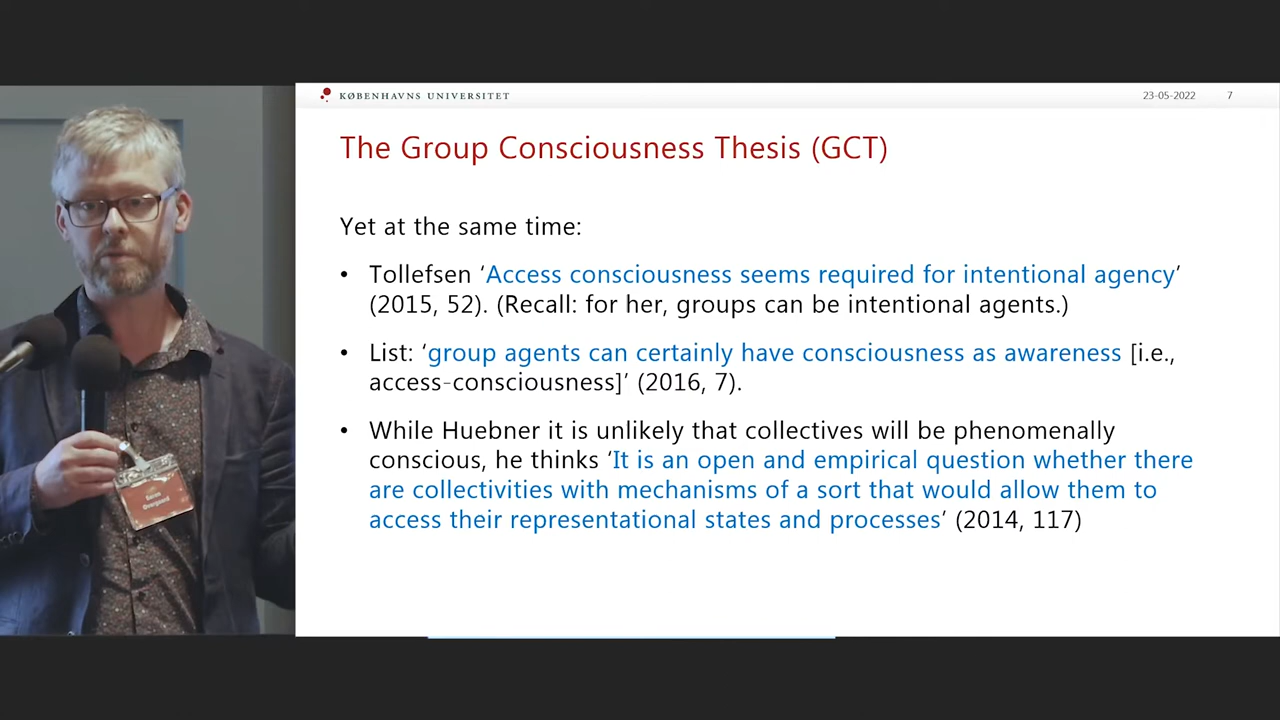 KØBENHAVNS UNIVERSITET
23-05-2022
7
The Group Consciousness Thesis (GCT)
Yet at the same time:
• Tollefsen ‘Access consciousness seems required for intentional agency’
(2015, 52). (Recall: for her, groups can be intentional agents.)
• List: ‘group agents can certainly have consciousness as awareness [i.e.,
access-consciousness]’ (2016, 7).
• While Huebner it is unlikely that collectives will be phenomenally
conscious, he thinks ‘It is an open and empirical question whether there
are collectivities with mechanisms of a sort that would allow them to
access their representational states and processes’ (2014, 117)
Søren
Overgaard